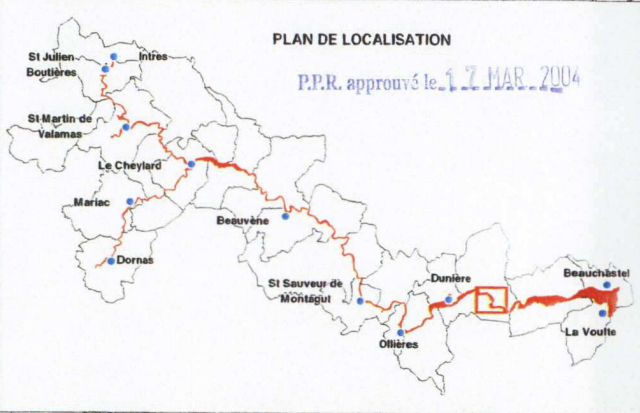 PLAN DE LOCALISATION
P.P.R. approuvé le 17 MAR. 2004
St Julien
Boutières
Intres
St Martin de
Valamas
Le Cheylard
Mariac
Beauvène
Dornas
St Sauveur de
Montagut
Dunière
Beauchastel
Ollières
La Voulte